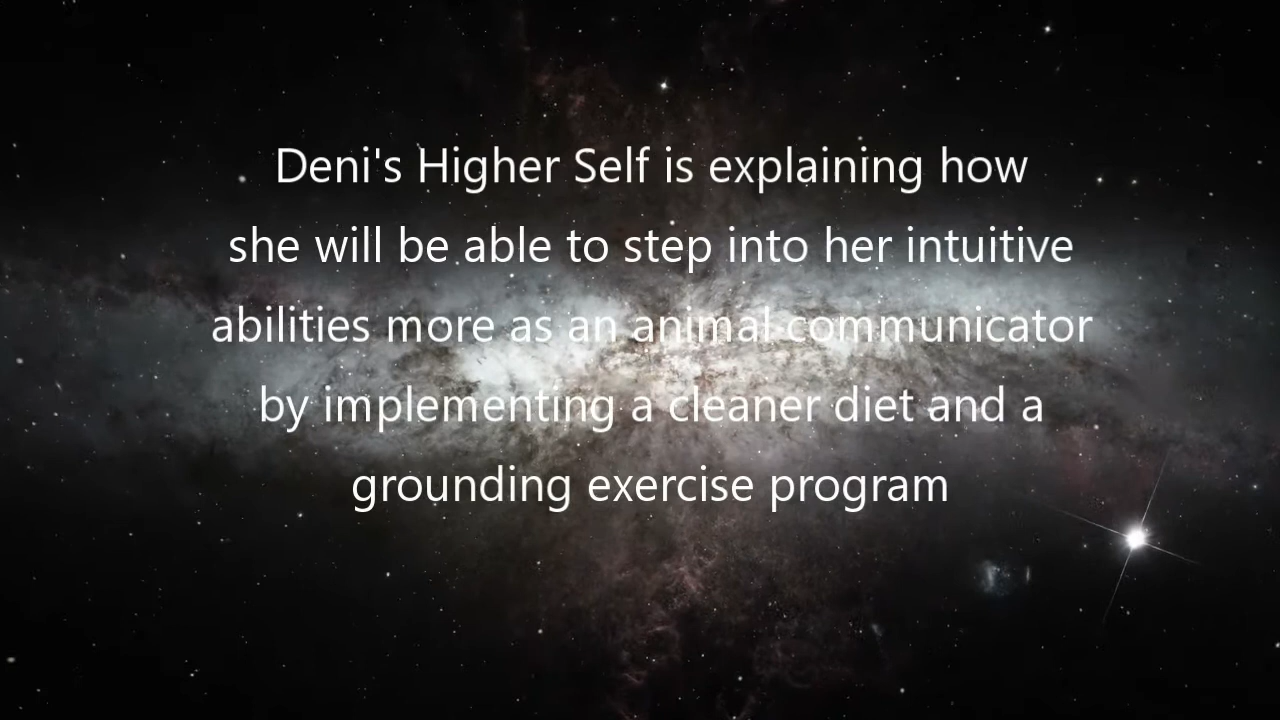 Deni's Higher Self is explaining how
she will be able to step into her intuitive
abilities more as an animal communicator
by implementing a cleaner diet and a
grounding exercise program